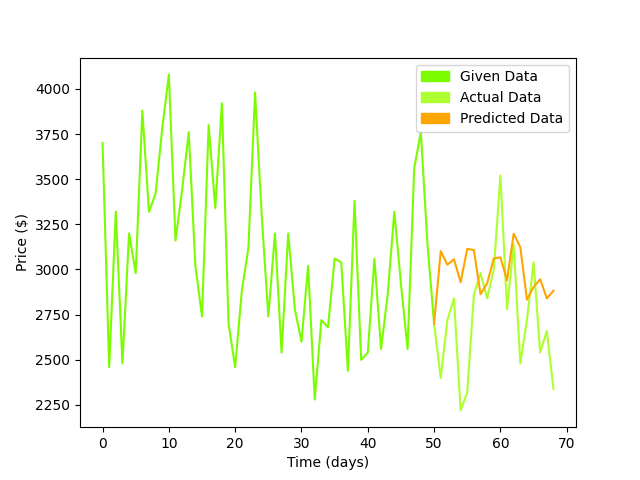 Given Data
Actual Data
Predicted Data
4000
3750
3500
3250
3000
2750
2500
2250
Price ($)
0 10 20 30 40 50 60 70
Time (days)